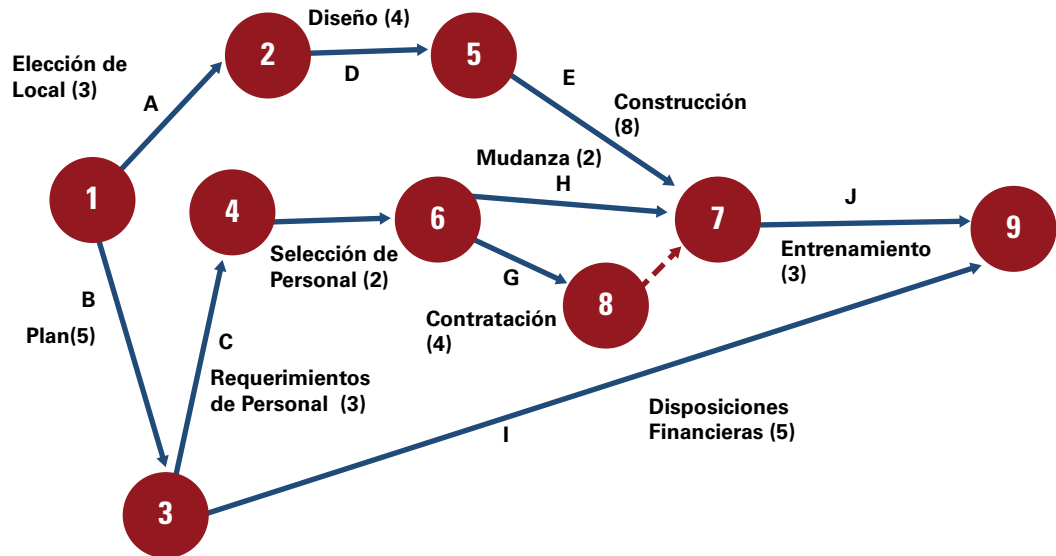 Diseño (4)
2
5
D
Elección de
Local (3)
A
E
Construcción
(8)
Mudanza (2)
H
1
4
6
7
J
9
Selección de
Personal (2)
Entrenamiento
(3)
G
8
B
Plan(5)
C
Contratación
(4)
Requerimientos
de Personal (3)
Disposiciones
Financieras (5)
I
3